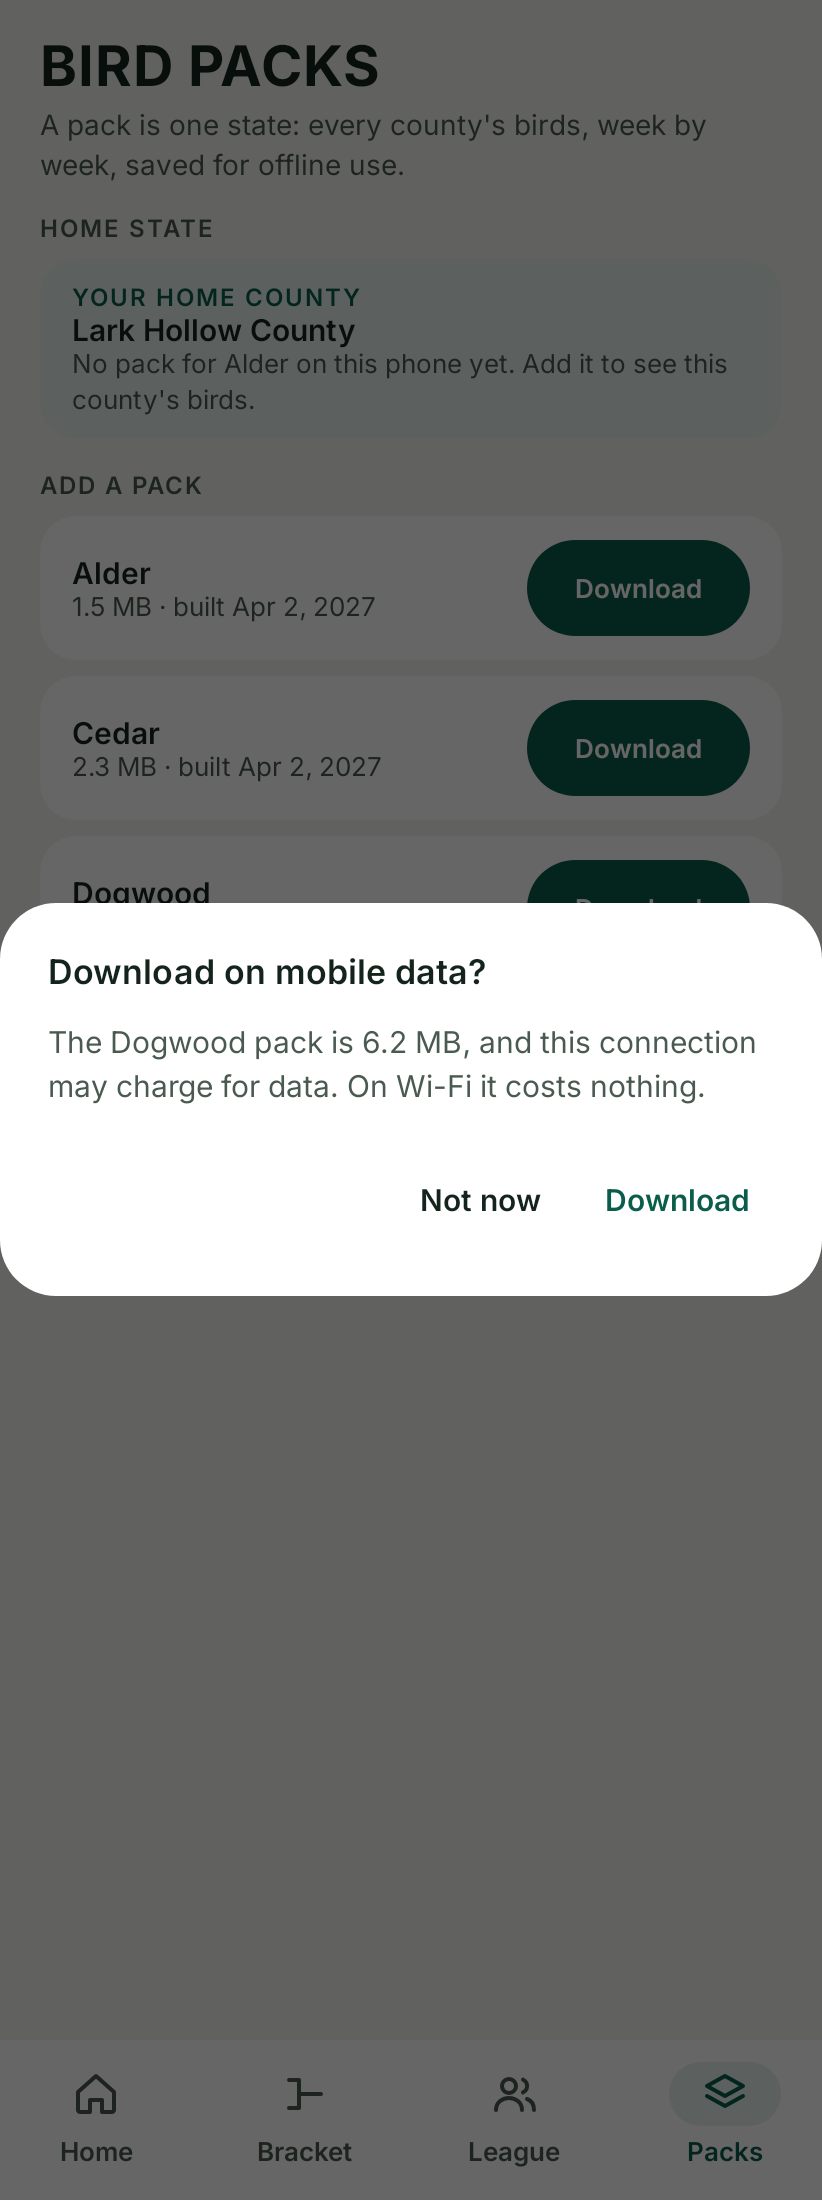 BIRD PACKS
A pack is one state: every county's birds, week by
week, saved for offline use.
HOME STATE
YOUR HOME COUNTY
Lark Hollow County
No pack for Alder on this phone yet. Add it to see this
county's birds.
ADD A PACK
Alder
1.5 MB · built Apr 2, 2027
Download
Cedar
2.3 MB · built Apr 2, 2027
Download
Dogwood
Download on mobile data?
The Dogwood pack is 6.2 MB, and this connection
may charge for data. On Wi-Fi it costs nothing.
Not now
Download
Home
Bracket
League
Packs